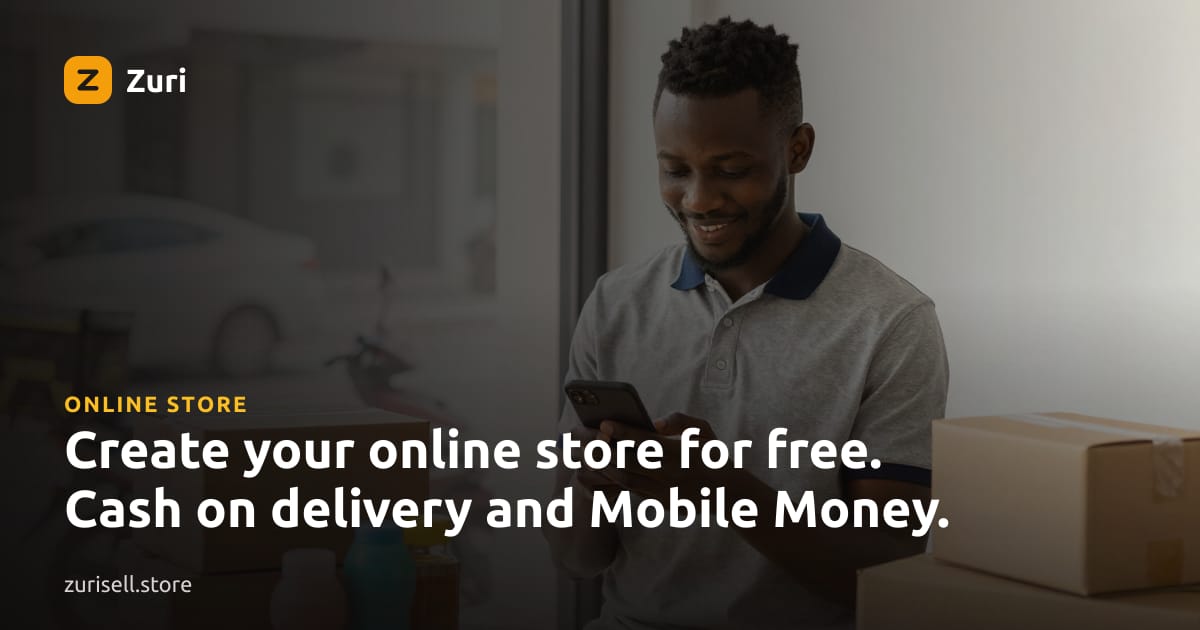 Z Zuri
ONLINE STORE
Create your online store for free.
Cash on delivery and Mobile Money.
zurisell.store